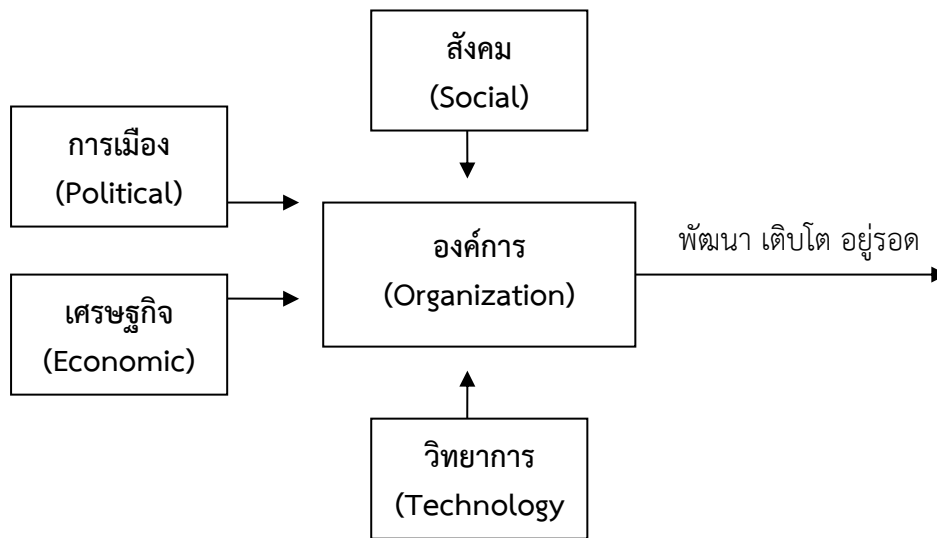 สังคม
(Social)
การเมือง
(Political)
องค์การ
(Organization)
พัฒนา เติบโต อยู่รอด
เศรษฐกิจ
(Economic)
วิทยาการ
(Technology